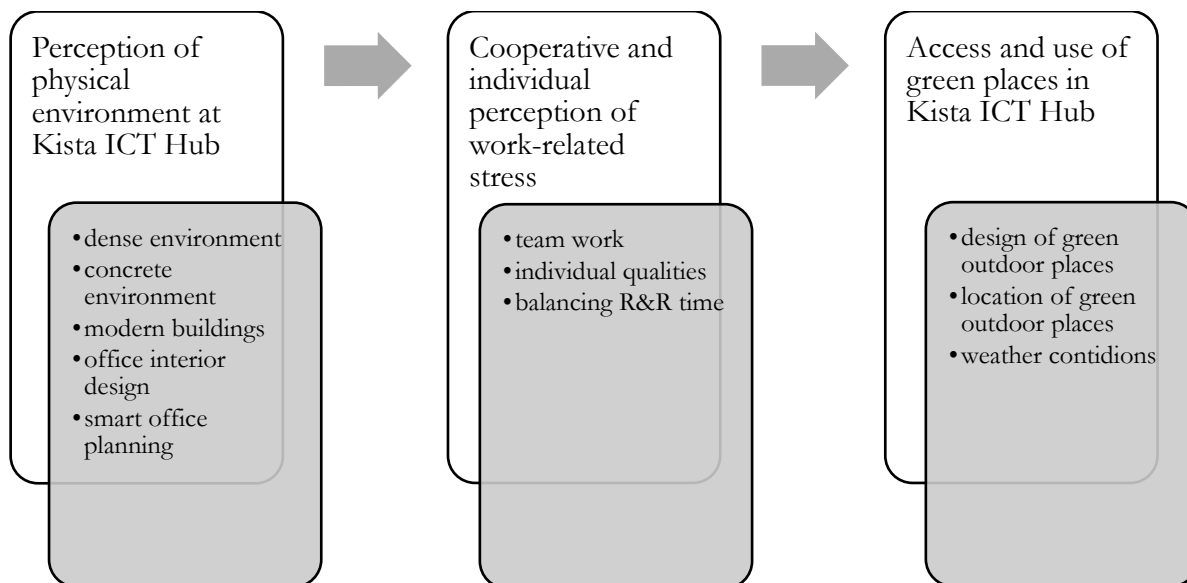 Perception of
physical
environment at
Kista ICT Hub
•dense environment
•concrete
environment
•modern buildings
•office interior
design
•smart office
planning
Cooperative and
individual
perception of
work-related
stress
•team work
•individual qualities
•balancing R&R time
Access and use of
green places in
Kista ICT Hub
•design of green
outdoor places
•location of green
outdoor places
•weather contidions